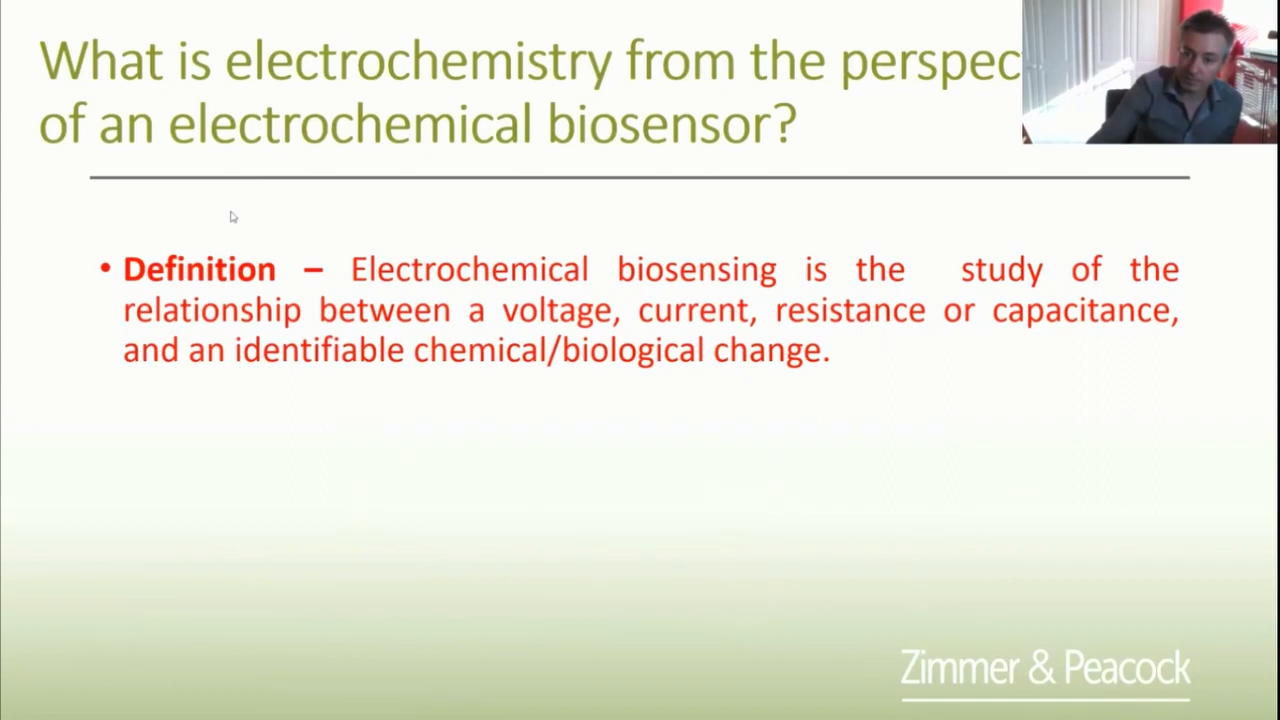 What is electrochemistry from the perspec
of an electrochemical biosensor?
• Definition – Electrochemical biosensing is the study of the
relationship between a voltage, current, resistance or capacitance,
and an identifiable chemical/biological change.
Zimmer & Peacock